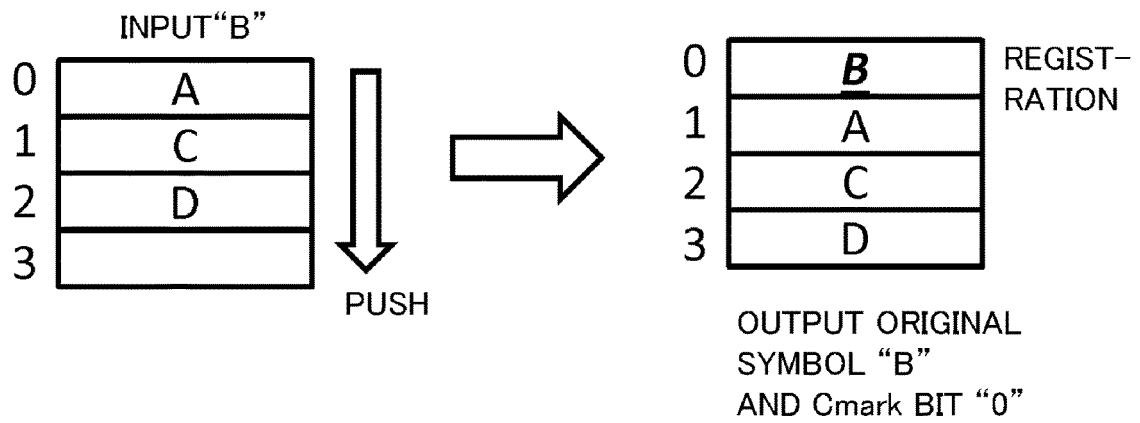 INPUT“B”
0 A
1 C
2 D
3
PUSH
0 B
1 A
2 C
3 D
REGIST-
RATION
OUTPUT ORIGINAL
SYMBOL “B”
AND Cmark BIT “0”